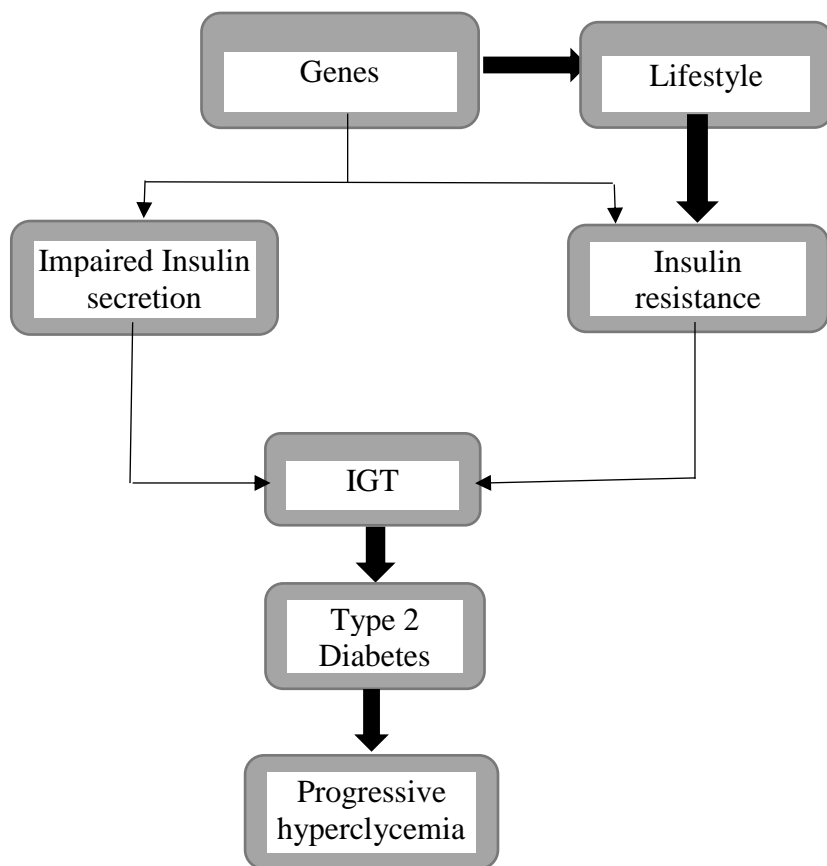 Genes
Lifestyle
Impaired Insulin
secretion
Insulin
resistance
IGT
Type 2
Diabetes
Progressive
hyperclycemia